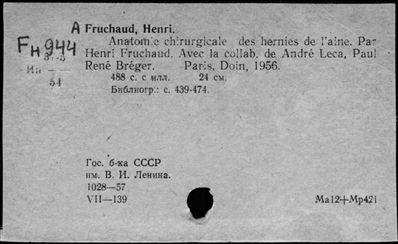 А Fruchaud, Henri.
Fн 944
Anatomie chirurgicale des hernies de l'aine. Par
Henri Fruchaud. Avec la collab. de André Leca, Paul
René Bréger. Paris, Doin, 1956.
488 с. с илл. 24 см.
Библиогр.: с. 439-474.
54
Гос. б-ка СССР
им. В. И. Ленина.
1028—57
VII—139
Ма12+Мр421